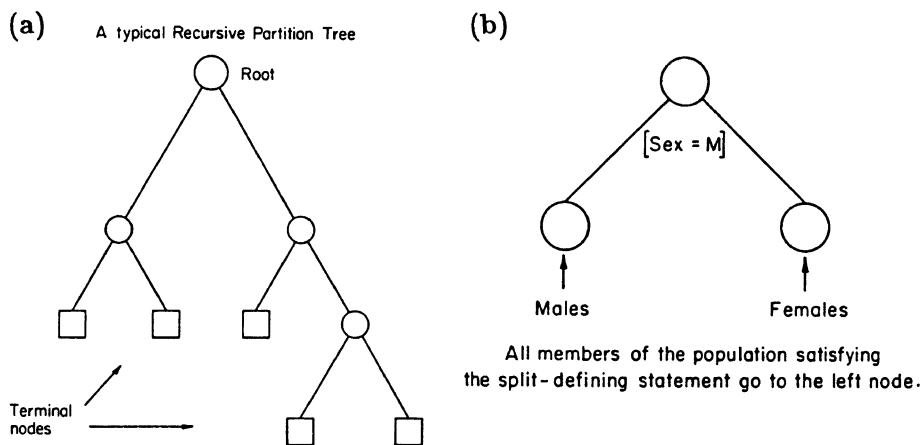 (a)
A typical Recursive Partition Tree
Root
Terminal
nodes
(b)
[Sex = M]
Males
Females
All members of the population satisfying
the split-defining statement go to the left node.